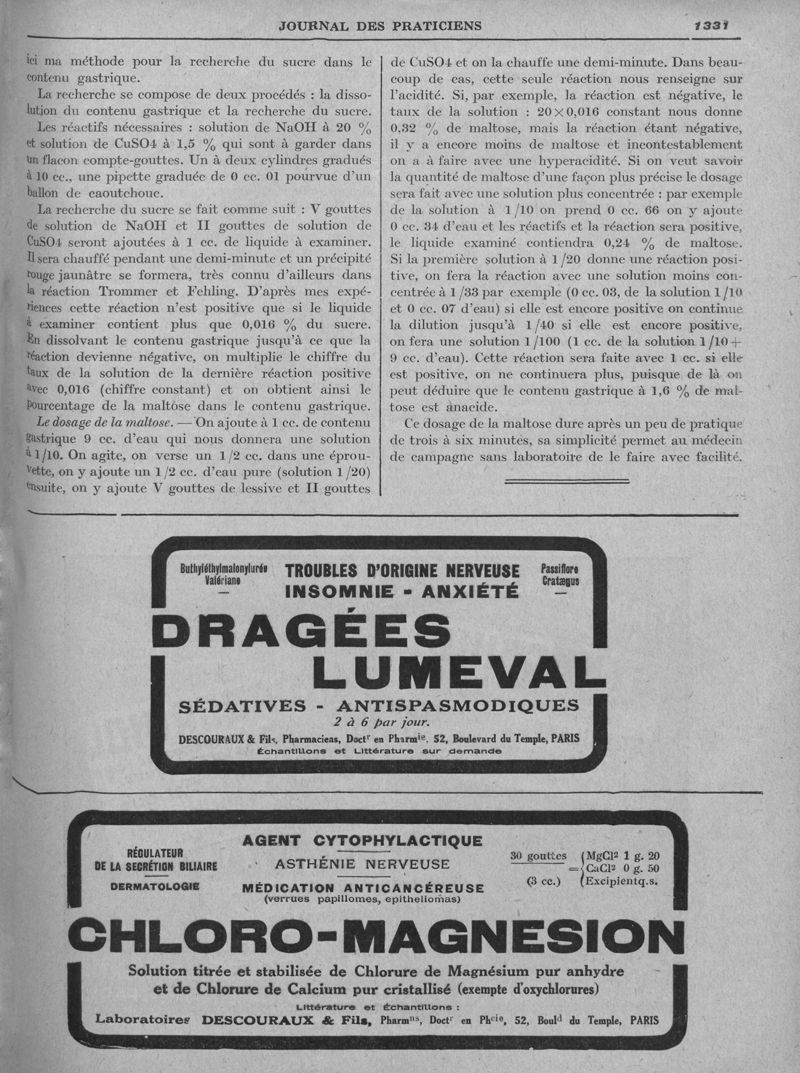 JOURNAL DES PRATICIENS 1331
ici ma méthode pour la recherche du sucre dans le
contenu gastrique.
La recherche se compose de deux procédés : la disso-
lution du contenu gastrique et la recherche du sucre.
Les réactifs nécessaires : solution de NaOH à 20 %
et solution de CuSO4 à 1,5 % qui sont à garder dans
un flacon compte-gouttes. Un à deux cylindres gradués
à 10 cc., une pipette graduée de 0 cc. 01 pourvue d'un
ballon de caoutchouc.
La recherche du sucre se fait comme suit : V gouttes
de solution de NaOH et II gouttes de solution de
CuSO4 seront ajoutées à 1 cc. de liquide à examiner.
Il sera chauffé pendant une demi-minute et un précipité
rouge jaunâtre se formera, très connu d'ailleurs dans
la réaction Trommer et Fehling. D'après mes expé-
riences cette réaction n'est positive que si le liquide
à examiner contient plus que 0,016 % du sucre.
En dissolvant le contenu gastrique jusqu'à ce que la
réaction devienne négative, on multiplie le chiffre du
taux de la solution de la dernière réaction positive
avec 0,016 (chiffre constant) et on obtient ainsi le
pourcentage de la maltose dans le contenu gastrique.
Le dosage de la maltose. — On ajoute à 1 cc. de contenu
gastrique 9 cc. d'eau qui nous donnera une solution
à 1/10. On agite, on verse un 1/2 cc. dans une éprou-
vette, on y ajoute un 1/2 cc. d'eau pure (solution 1/20)
ensuite, on y ajoute V gouttes de lessive et II gouttes
de CuSO4 et on la chauffe une demi-minute. Dans beau-
coup de cas, cette seule réaction nous renseigne sur
l'acidité. Si, par exemple, la réaction est négative, le
taux de la solution : 20×0,016 constant nous donne
0,32 % de maltose, mais la réaction étant négative,
il y a encore moins de maltose et incontestablement
on a à faire avec une hyperacidité. Si on veut savoir
la quantité de maltose d'une façon plus précise le dosage
sera fait avec une solution plus concentrée : par exemple
de la solution à 1/10 on prend 0 cc. 66 on y ajoute
0 cc. 34 d'eau et les réactifs et la réaction sera positive,
le liquide examiné contiendra 0,24 % de maltose.
Si la première solution à 1/20 donne une réaction posi-
tive, on fera la réaction avec une solution moins con-
centrée à 1/33 par exemple (0 cc. 03, de la solution 1/10
et 0 cc. 07 d'eau) si elle est encore positive on continue
la dilution jusqu'à 1/40 si elle est encore positive,
on fera une solution 1/100 (1 cc. de la solution 1/10 +
9 cc. d'eau). Cette réaction sera faite avec 1 cc. si elle
est positive, on ne continuera plus, puisque de là on
peut déduire que le contenu gastrique à 1,6 % de mal-
tose est anacide.
Ce dosage de la maltose dure après un peu de pratique
de trois à six minutes, sa simplicité permet au médecin
de campagne sans laboratoire de le faire avec facilité.
Buthyléthylmalonylurée
Valériane
TROUBLES D'ORIGINE NERVEUSE
INSOMNIE - ANXIÉTÉ
Passiflore
Cratægus
DRAGÉES
LUMEVAL
SÉDATIVES - ANTISPASMODIQUES
2 à 6 par jour.
DESCOURAUX & Fils, Pharmaciens, Doctr en Pharmie, 52, Boulevard du Temple, PARIS
Échantillons et Littérature sur demande
RÉGULATEUR
DE LA SECRÉTION BILIAIRE
DERMATOLOGIE
AGENT CYTOPHYLACTIQUE
ASTHÉNIE NERVEUSE
MÉDICATION ANTICANCÉREUSE
(verrues papillomes, epitheliomas)
30 gouttes
(3 cc.)
=
MgCl² 1 g. 20
CaCl² 0 g. 50
Excipient q.s.
CHLORO-MAGNESION
Solution titrée et stabilisée de Chlorure de Magnésium pur anhydre
et de Chlorure de Calcium pur cristallisé (exempte d'oxychlorures)
Littérature et Échantillons :
Laboratoires DESCOURAUX & Fils, Pharmns, Doctr en Phcie, 52, Bould du Temple, PARIS